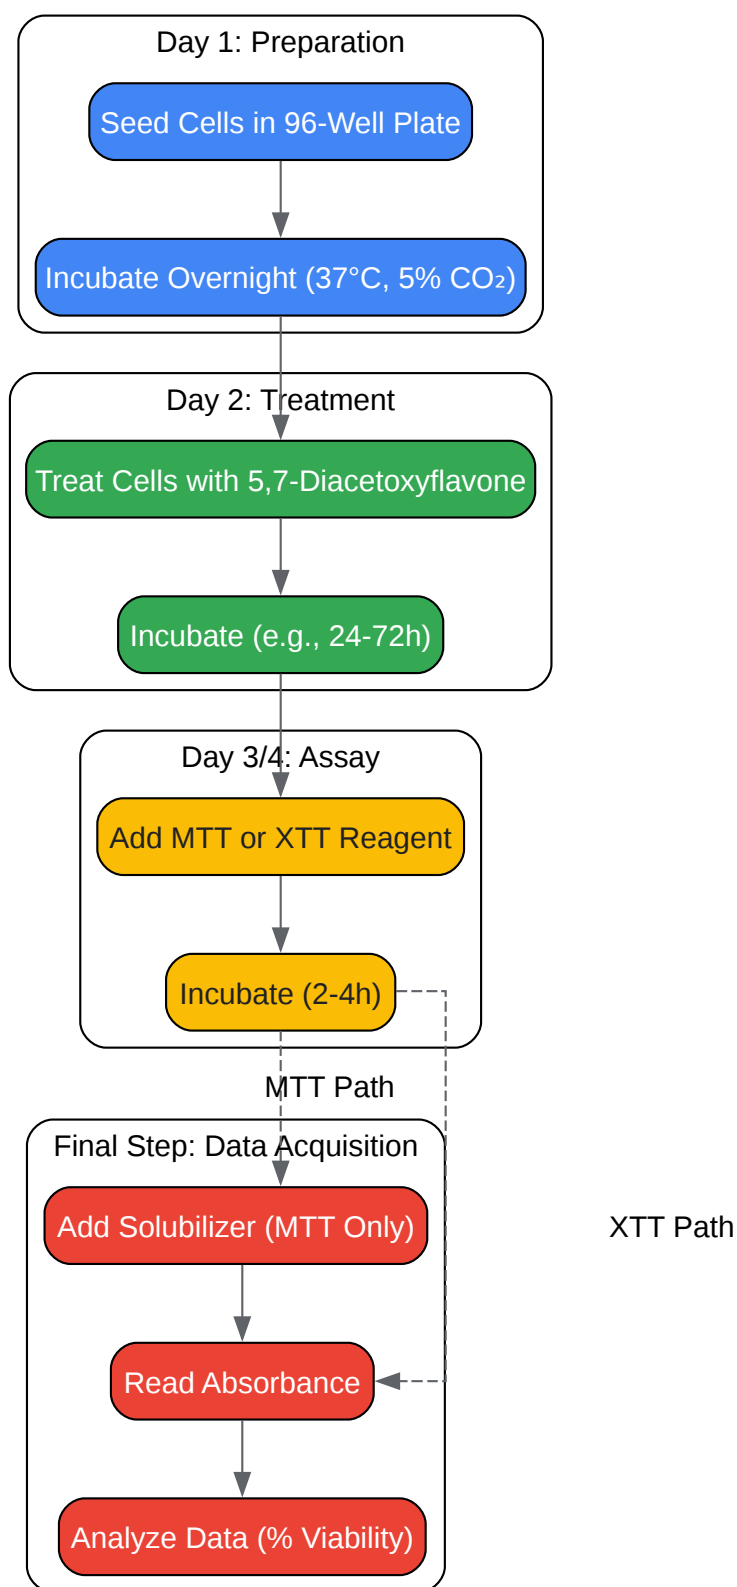 Day 1: Preparation
Seed Cells in 96-Well Plate
Incubate Overnight (37°C, 5% CO₂)
Day 2: Treatment
Treat Cells with 5,7-Diacetoxyflavone
Incubate (e.g., 24-72h)
Day 3/4: Assay
Add MTT or XTT Reagent
Incubate (2-4h)
MTT Path
Final Step: Data Acquisition
Add Solubilizer (MTT Only)
XTT Path
Read Absorbance
Analyze Data (% Viability)